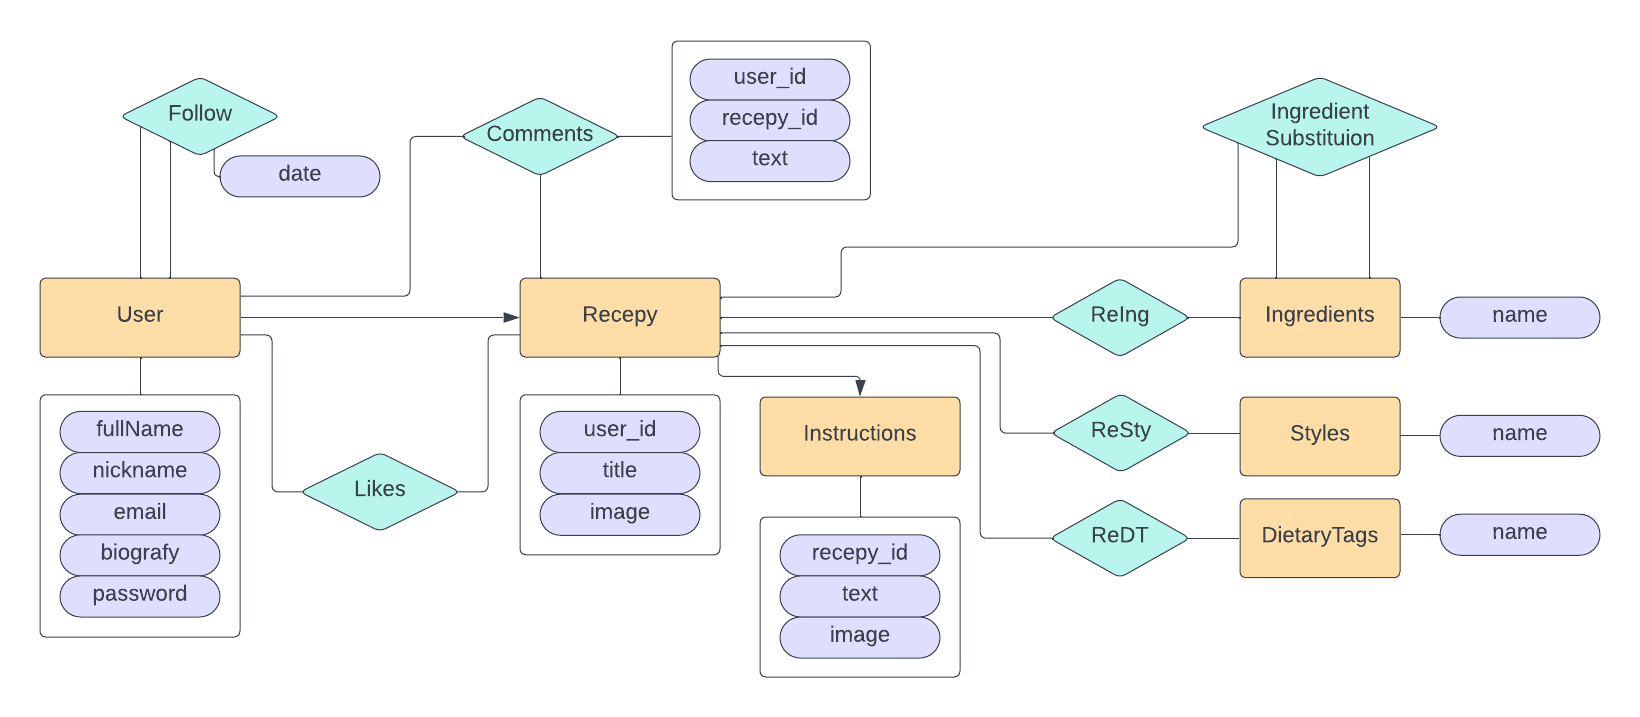 Follow
date
Comments
user_id
recepy_id
text
Ingredient
Substituion
User
Recepy
ReIng
Ingredients
name
fullName
nickname
email
biografy
password
Likes
user_id
title
image
Instructions
recepy_id
text
image
ReSty
Styles
name
ReDT
DietaryTags
name